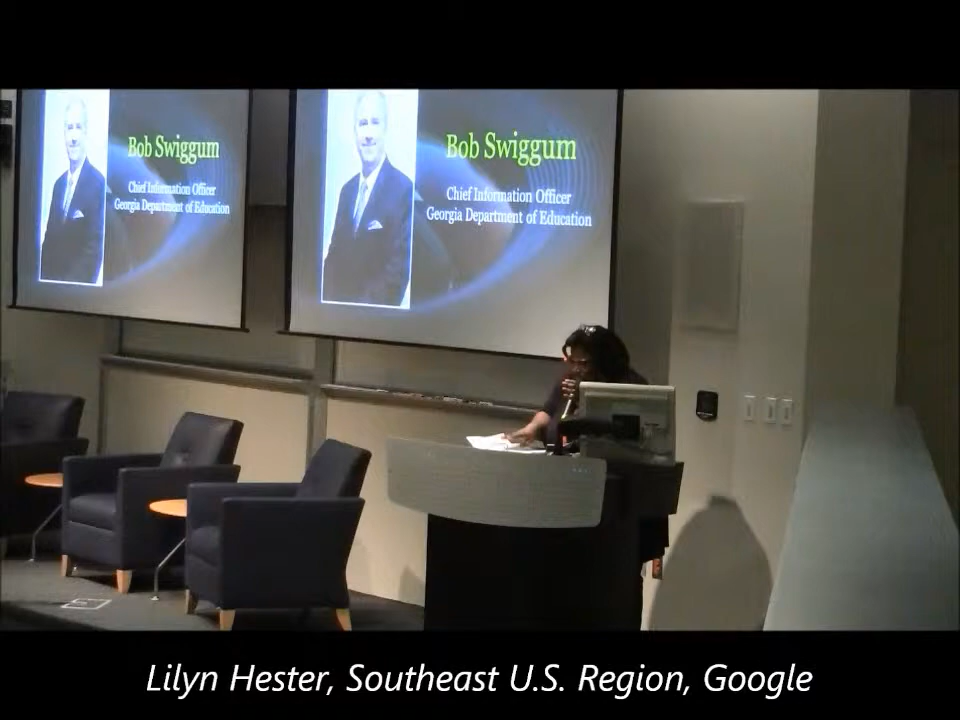 Bob Swiggum
Chief Information Officer
Georgia Department of Education
Bob Swiggum
Chief Information Officer
Georgia Department of Education
Lilyn Hester, Southeast U.S. Region, Google